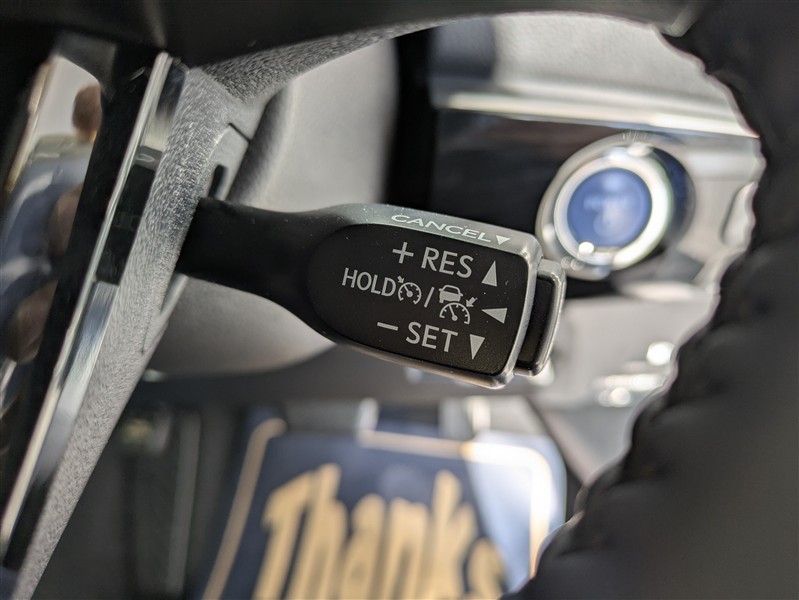 CANCEL▼
+ RES ▲
HOLD / ◀
− SET ▼
Thanks